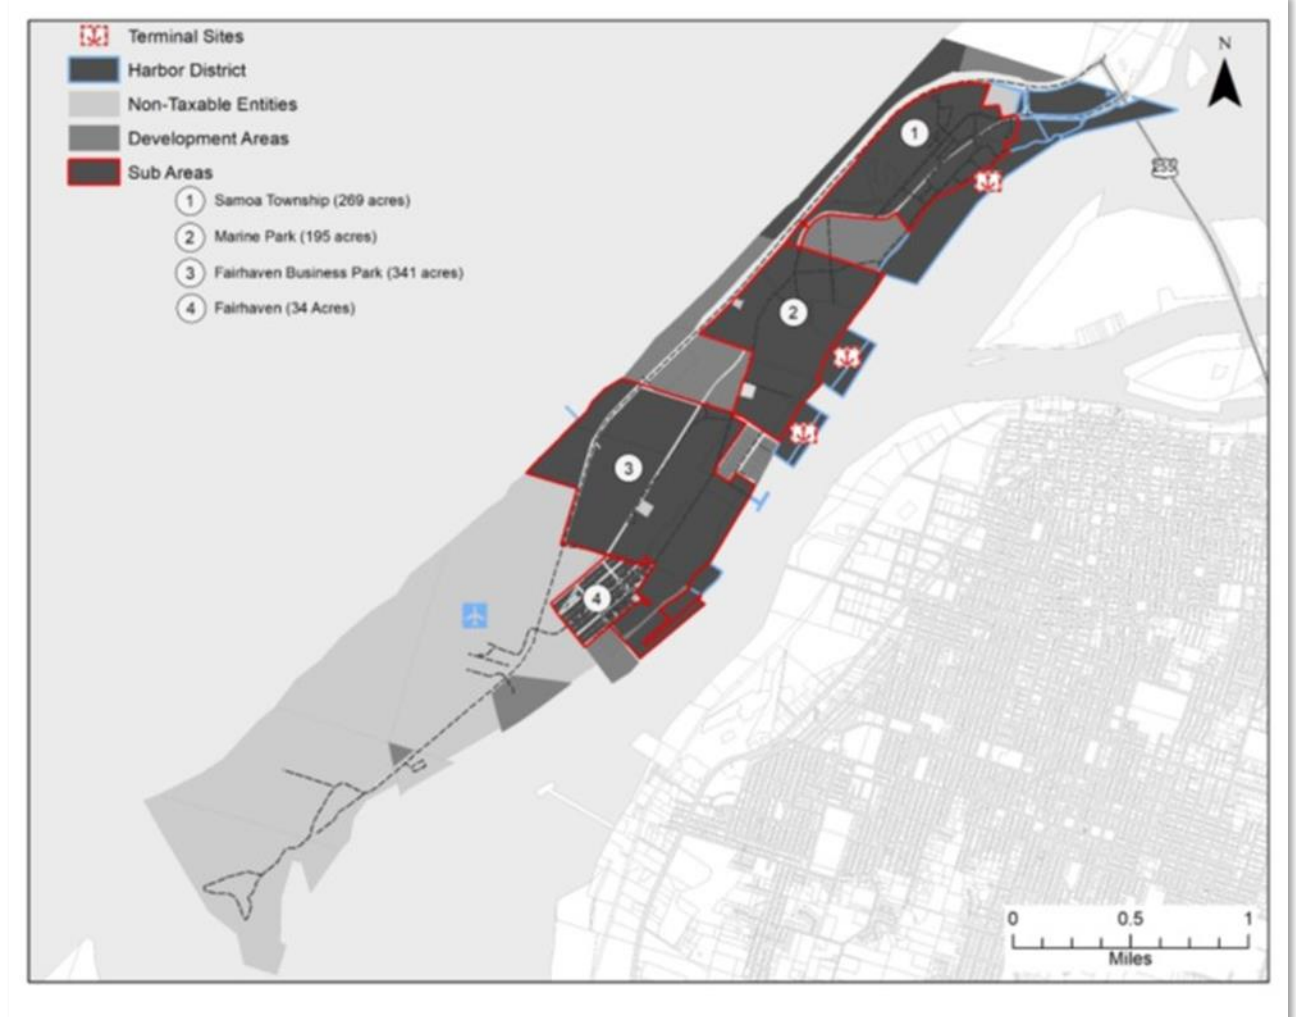 Terminal Sites
Harbor District
Non-Taxable Entities
Development Areas
Sub Areas
1 Samoa Township (269 acres)
2 Marine Park (195 acres)
3 Fairhaven Business Park (341 acres)
4 Fairhaven (34 Acres)
N
1
2
3
4
255
0 0.5 1
Miles